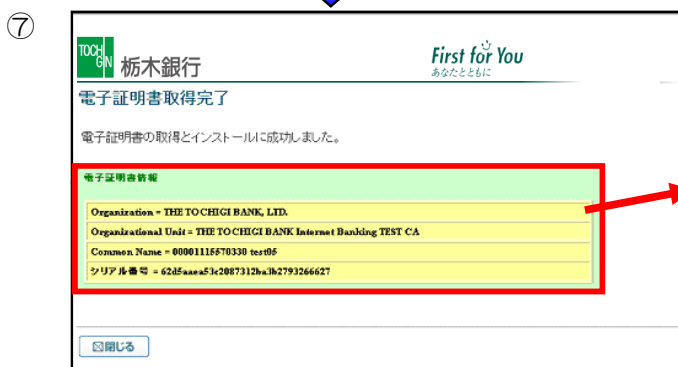 ⑦
TOCHIGIN 栃木銀行
First for You
あなたとともに
電子証明書取得完了
電子証明書の取得とインストールに成功しました。
電子証明書情報
Organization = THE TOCHIGI BANK, LTD.
Organizational Unit = THE TOCHIGI BANK Internet Banking TEST CA
Common Name = 00001115570330 test05
シリアル番号 = 62d5aaea53c2087312ba3b2793266627
閉じる